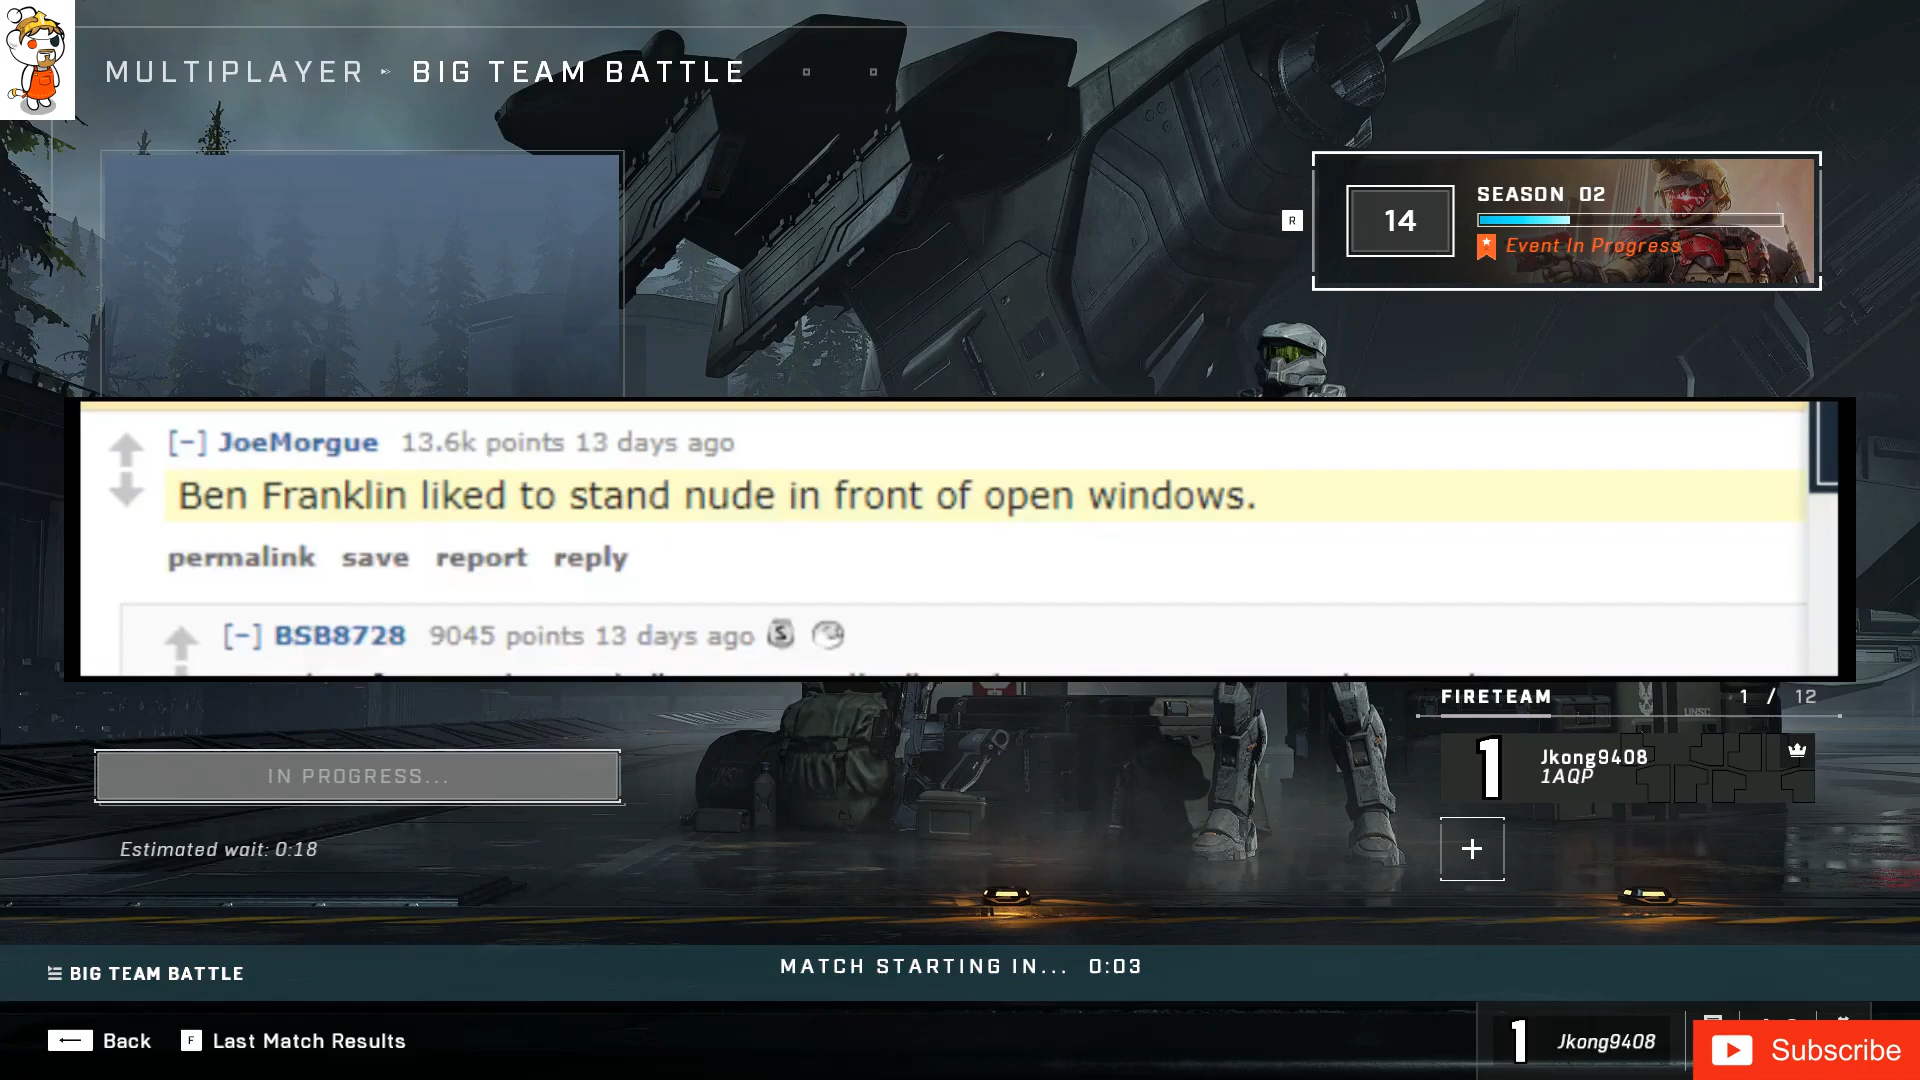 MULTIPLAYER BIG TEAM BATTLE
R
14
SEASON 02
Event In Progress
[-] JoeMorgue 13.6k points 13 days ago
Ben Franklin liked to stand nude in front of open windows.
permalink save report reply
[-] BSB8728 9045 points 13 days ago
FIRETEAM 1 / 12
UNSC
1 Jkong9408
1AQP
+
IN PROGRESS...
Estimated wait: 0:18
BIG TEAM BATTLE
MATCH STARTING IN... 0:03
Back F Last Match Results
1 Jkong9408
Subscribe